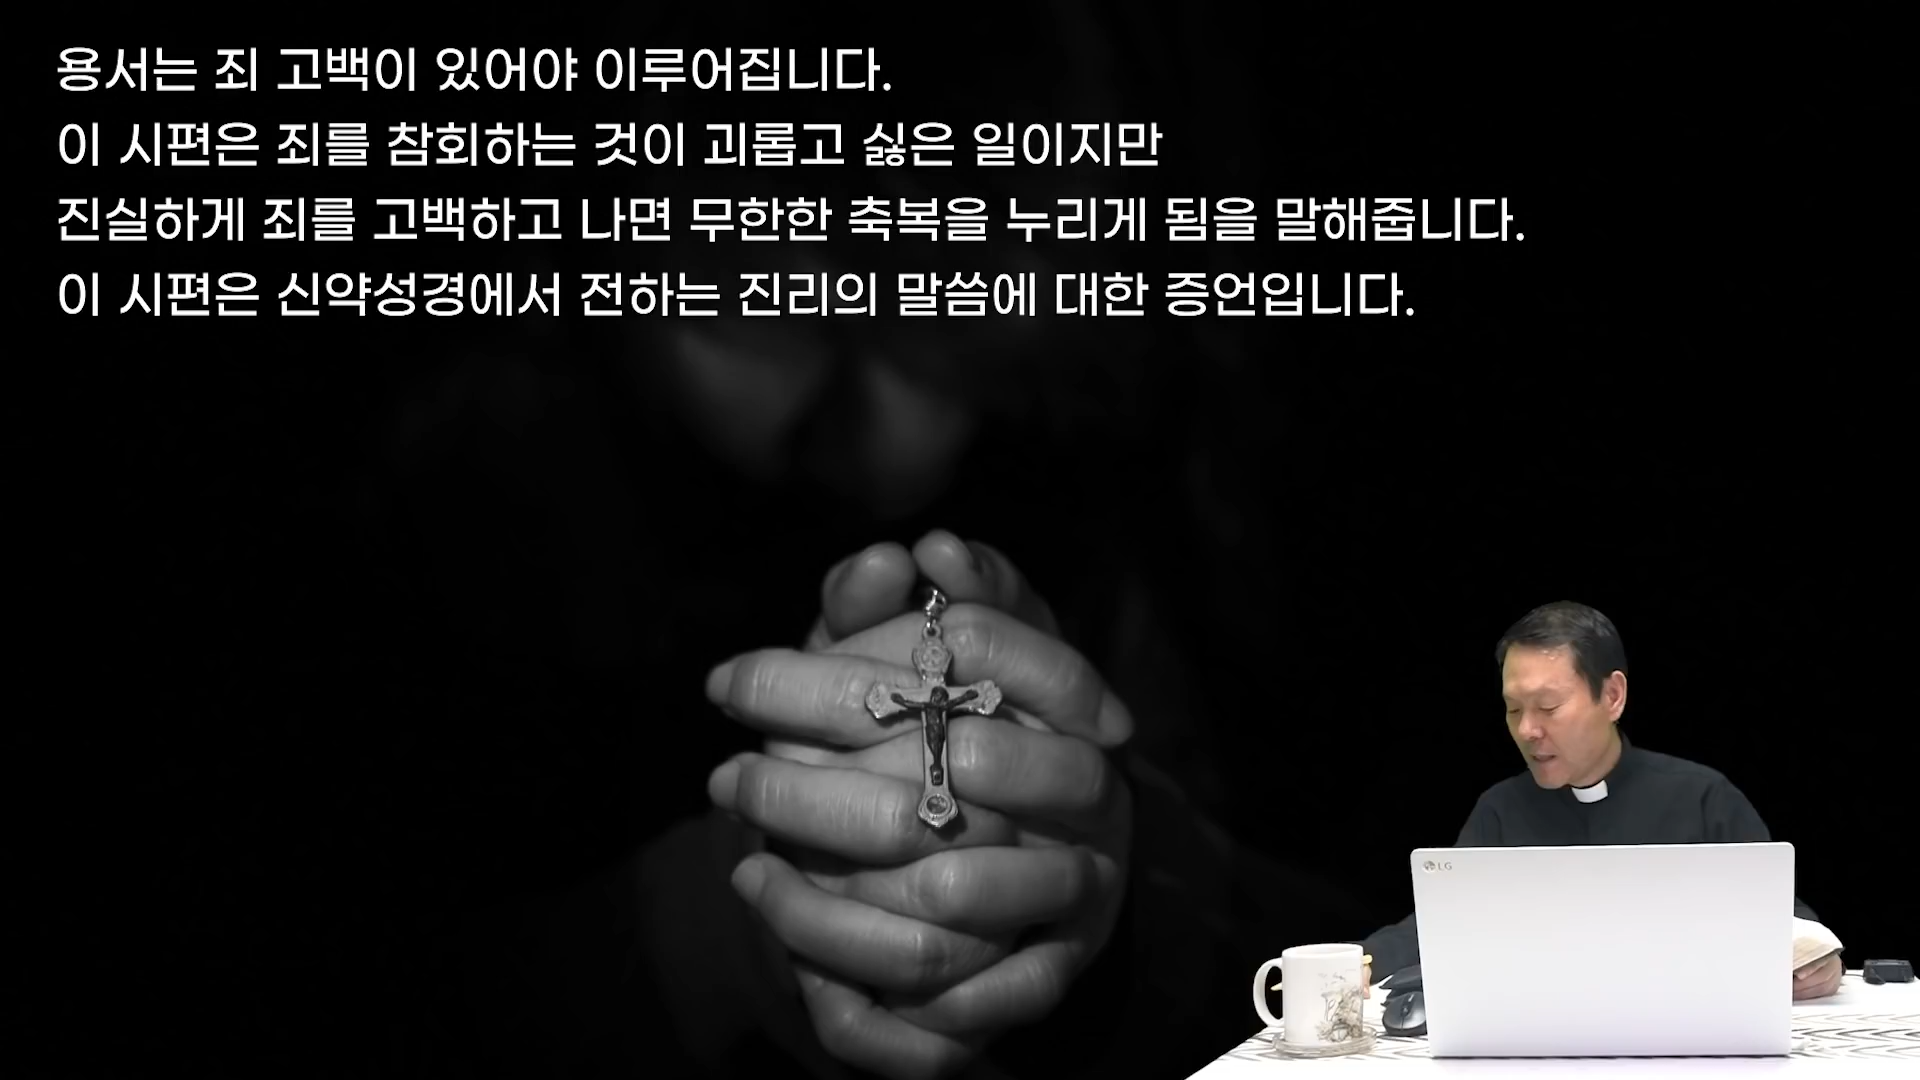 용서는 죄 고백이 있어야 이루어집니다.
이 시편은 죄를 참회하는 것이 괴롭고 싫은 일이지만
진실하게 죄를 고백하고 나면 무한한 축복을 누리게 됨을 말해줍니다.
이 시편은 신약성경에서 전하는 진리의 말씀에 대한 증언입니다.
LG